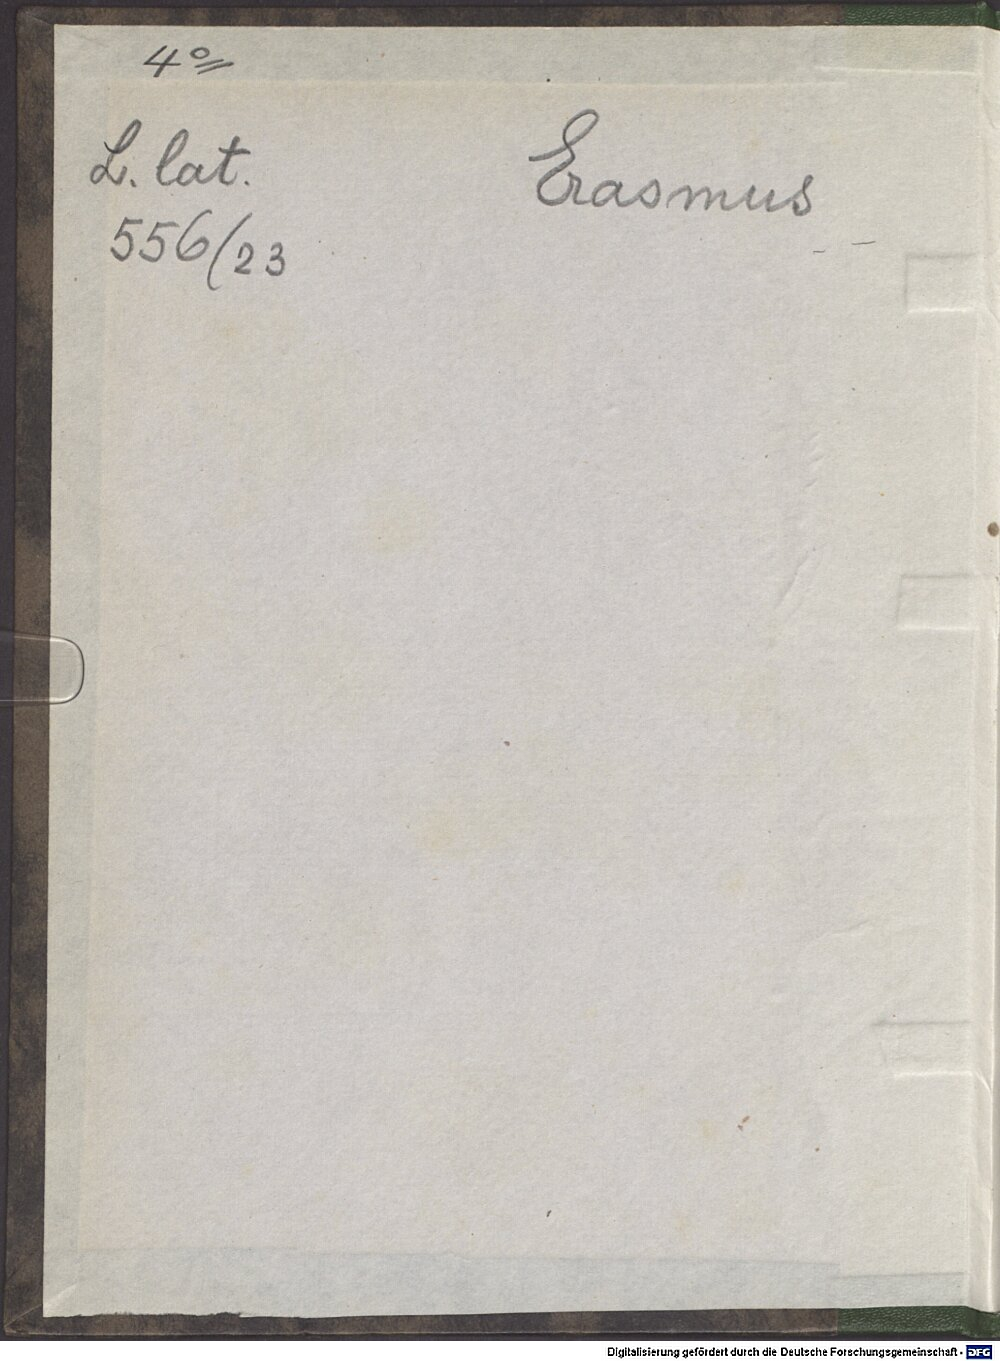 4°
L. lat.
556/23
Erasmus
Digitalisierung gefördert durch die Deutsche Forschungsgemeinschaft - DFG